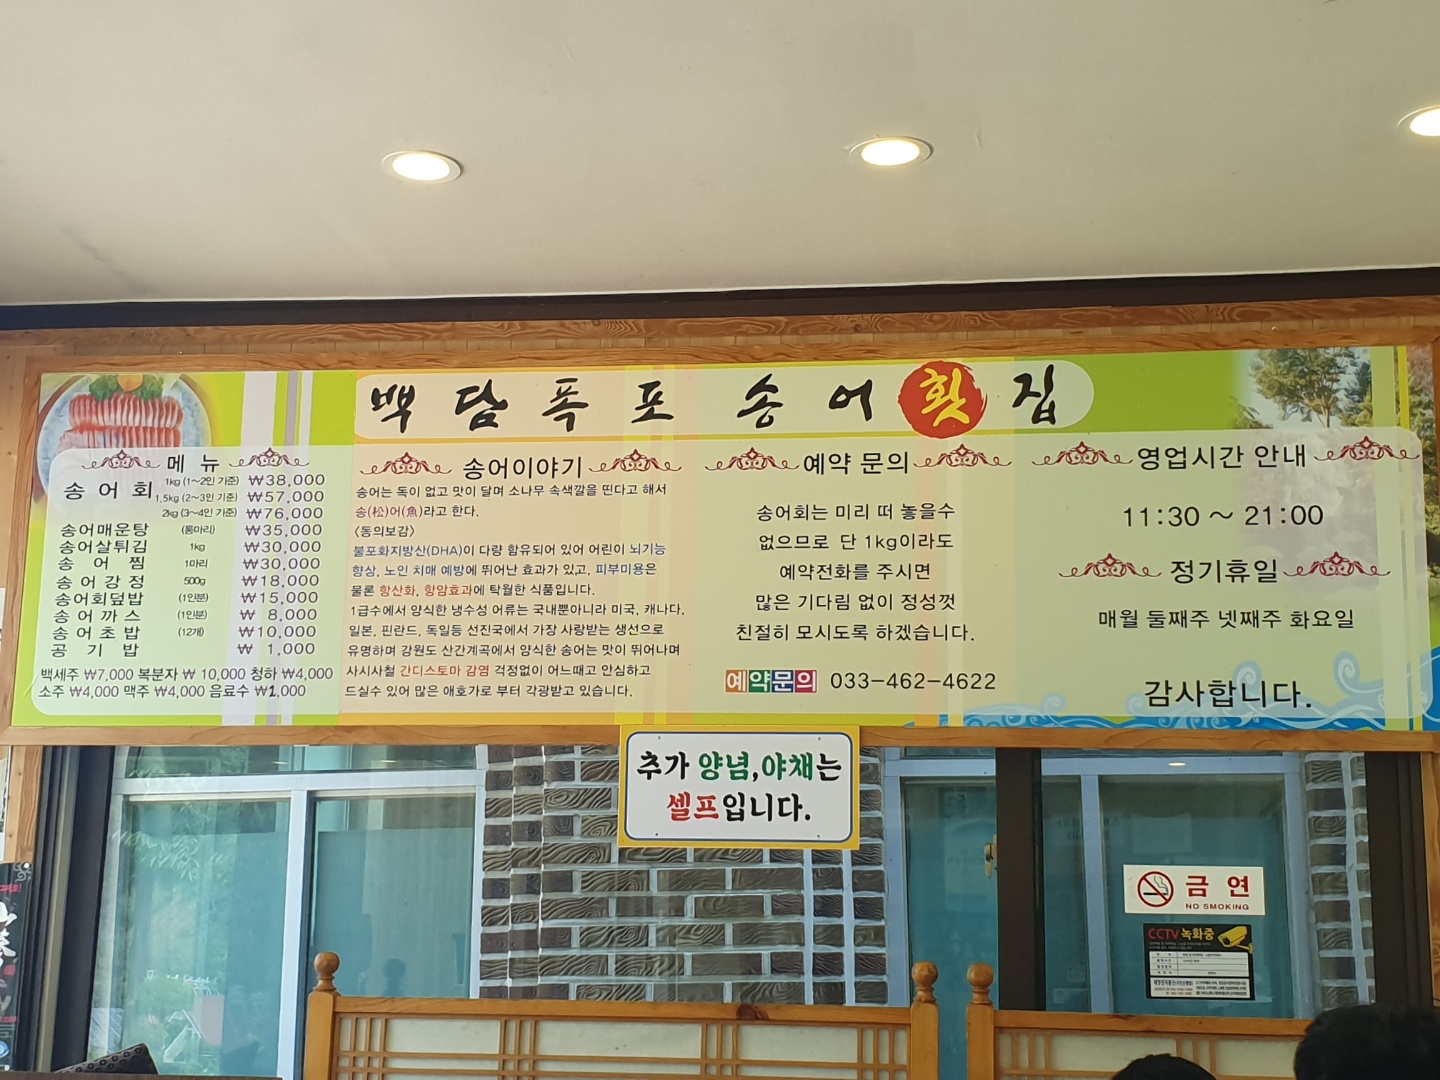 백담폭포 송어횟집
메 뉴
송 어 회 1kg (1~2인 기준) ₩38,000
1.5kg (2~3인 기준) ₩57,000
2kg (3~4인 기준) ₩76,000
송어매운탕 (통마리) ₩35,000
송어살튀김 1kg ₩30,000
송 어 찜 1마리 ₩30,000
송어강정 500g ₩18,000
송어회덮밥 (1인분) ₩15,000
송어까스 (1인분) ₩ 8,000
송어초밥 (12개) ₩10,000
공 기 밥 ₩ 1,000
백세주 ₩7,000 복분자 ₩ 10,000 청하 ₩4,000
소주 ₩4,000 맥주 ₩4,000 음료수 ₩1,000
송어이야기
송어는 독이 없고 맛이 달며 소나무 속색깔을 띤다고 해서
송(松)어(魚)라고 한다.
〈동의보감〉
불포화지방산(DHA)이 다량 함유되어 있어 어린이 뇌기능
향상, 노인 치매 예방에 뛰어난 효과가 있고, 피부미용은
물론 항산화, 항암효과에 탁월한 식품입니다.
1급수에서 양식한 냉수성 어류는 국내뿐아니라 미국, 캐나다,
일본, 핀란드, 독일등 선진국에서 가장 사랑받는 생선으로
유명하며 강원도 산간계곡에서 양식한 송어는 맛이 뛰어나며
사시사철 간디스토마 감염 걱정없이 어느때고 안심하고
드실수 있어 많은 애호가로 부터 각광받고 있습니다.
예약 문의
송어회는 미리 떠 놓을수
없으므로 단 1kg이라도
예약전화를 주시면
많은 기다림 없이 정성껏
친절히 모시도록 하겠습니다.
예약문의 033-462-4622
영업시간 안내
11:30 ~ 21:00
정기휴일
매월 둘째주 넷째주 화요일
감사합니다.
추가 양념,야채는
셀프입니다.
금 연
NO SMOKING
CCTV 녹화중